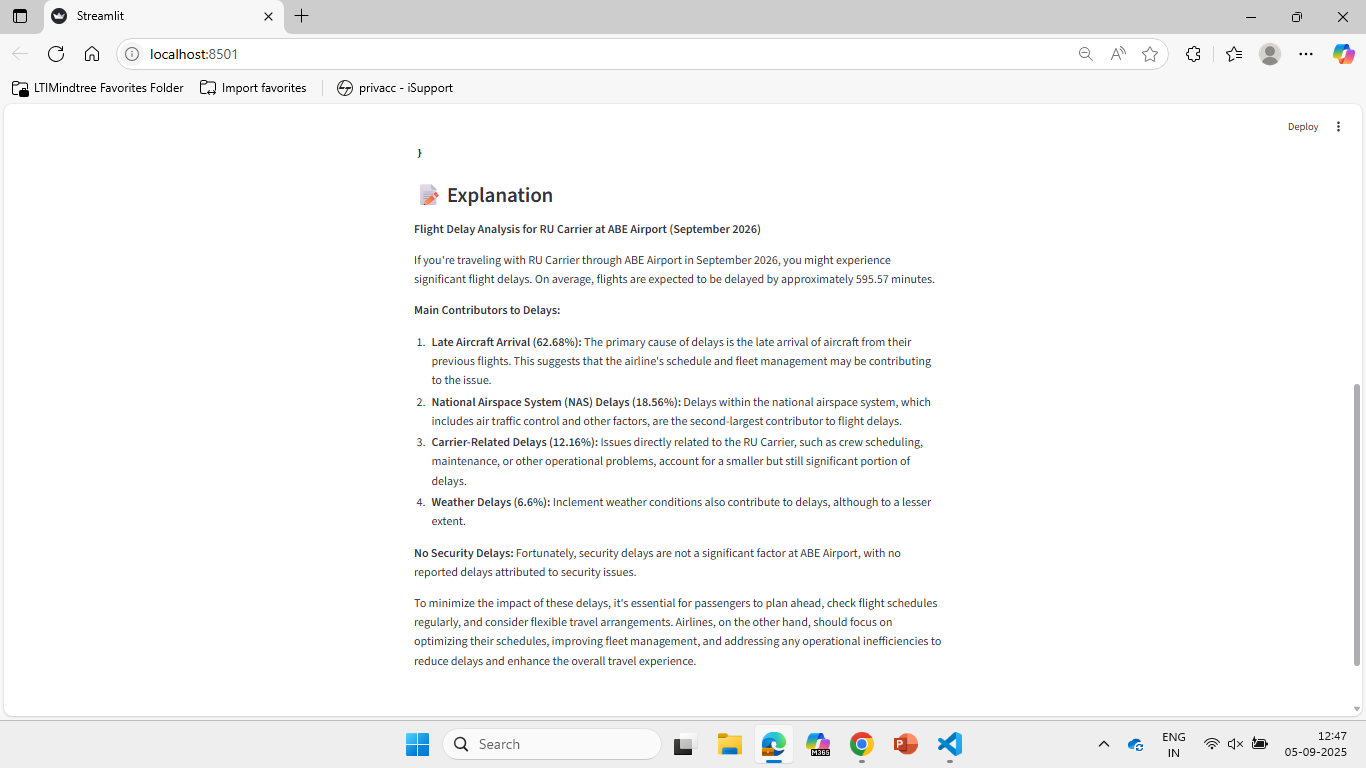 Streamlit
localhost:8501
LTIMindtree Favorites Folder
Import favorites
privacc - iSupport
Deploy
}
Explanation
Flight Delay Analysis for RU Carrier at ABE Airport (September 2026)
If you're traveling with RU Carrier through ABE Airport in September 2026, you might experience
significant flight delays. On average, flights are expected to be delayed by approximately 595.57 minutes.
Main Contributors to Delays:
1. Late Aircraft Arrival (62.68%): The primary cause of delays is the late arrival of aircraft from their
previous flights. This suggests that the airline's schedule and fleet management may be contributing
to the issue.
2. National Airspace System (NAS) Delays (18.56%): Delays within the national airspace system, which
includes air traffic control and other factors, are the second-largest contributor to flight delays.
3. Carrier-Related Delays (12.16%): Issues directly related to the RU Carrier, such as crew scheduling,
maintenance, or other operational problems, account for a smaller but still significant portion of
delays.
4. Weather Delays (6.6%): Inclement weather conditions also contribute to delays, although to a lesser
extent.
No Security Delays: Fortunately, security delays are not a significant factor at ABE Airport, with no
reported delays attributed to security issues.
To minimize the impact of these delays, it's essential for passengers to plan ahead, check flight schedules
regularly, and consider flexible travel arrangements. Airlines, on the other hand, should focus on
optimizing their schedules, improving fleet management, and addressing any operational inefficiencies to
reduce delays and enhance the overall travel experience.
Search
M365
ENG
IN
12:47
05-09-2025